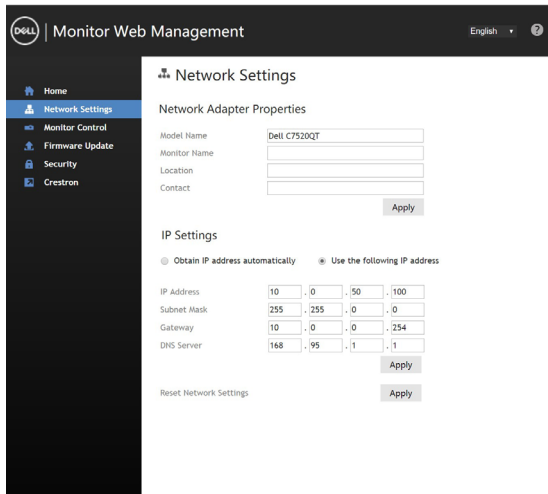 DELL | Monitor Web Management
English
?
Home
Network Settings
Monitor Control
Firmware Update
Security
Crestron
Network Settings
Network Adapter Properties
Model Name Dell C7520QT
Monitor Name
Location
Contact
Apply
IP Settings
Obtain IP address automatically Use the following IP address
IP Address 10 . 0 . 50 . 100
Subnet Mask 255 . 255 . 0 . 0
Gateway 10 . 0 . 0 . 254
DNS Server 168 . 95 . 1 . 1
Apply
Reset Network Settings Apply